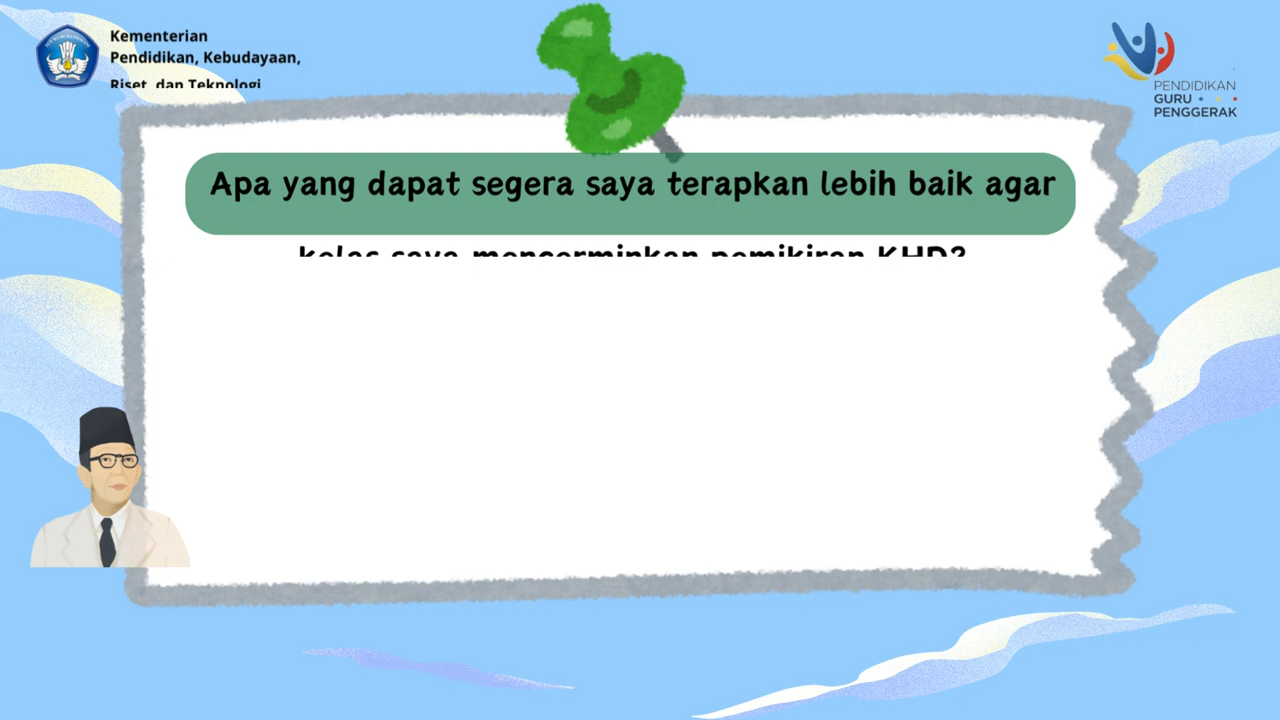 Kementerian
Pendidikan, Kebudayaan,
Riset, dan Teknologi
PENDIDIKAN
GURU
PENGGERAK
Apa yang dapat segera saya terapkan lebih baik agar
kelas saya mencerminkan pemikiran KHD?